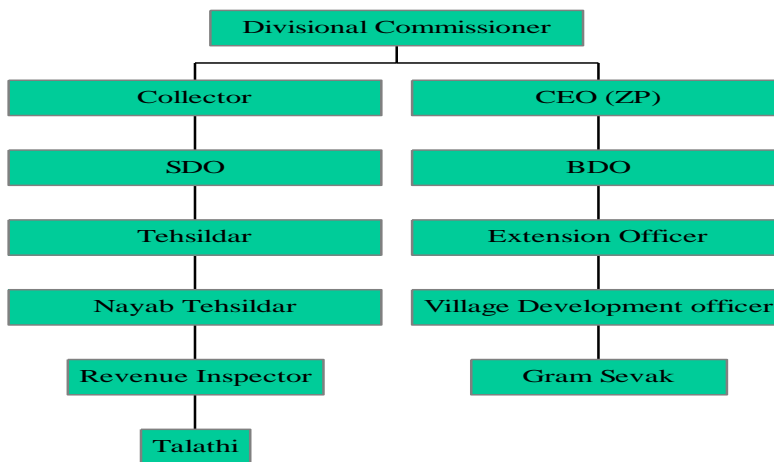 Divisional Commissioner
Collector
CEO (ZP)
SDO
BDO
Tehsildar
Extension Officer
Nayab Tehsildar
Village Development officer
Revenue Inspector
Gram Sevak
Talathi